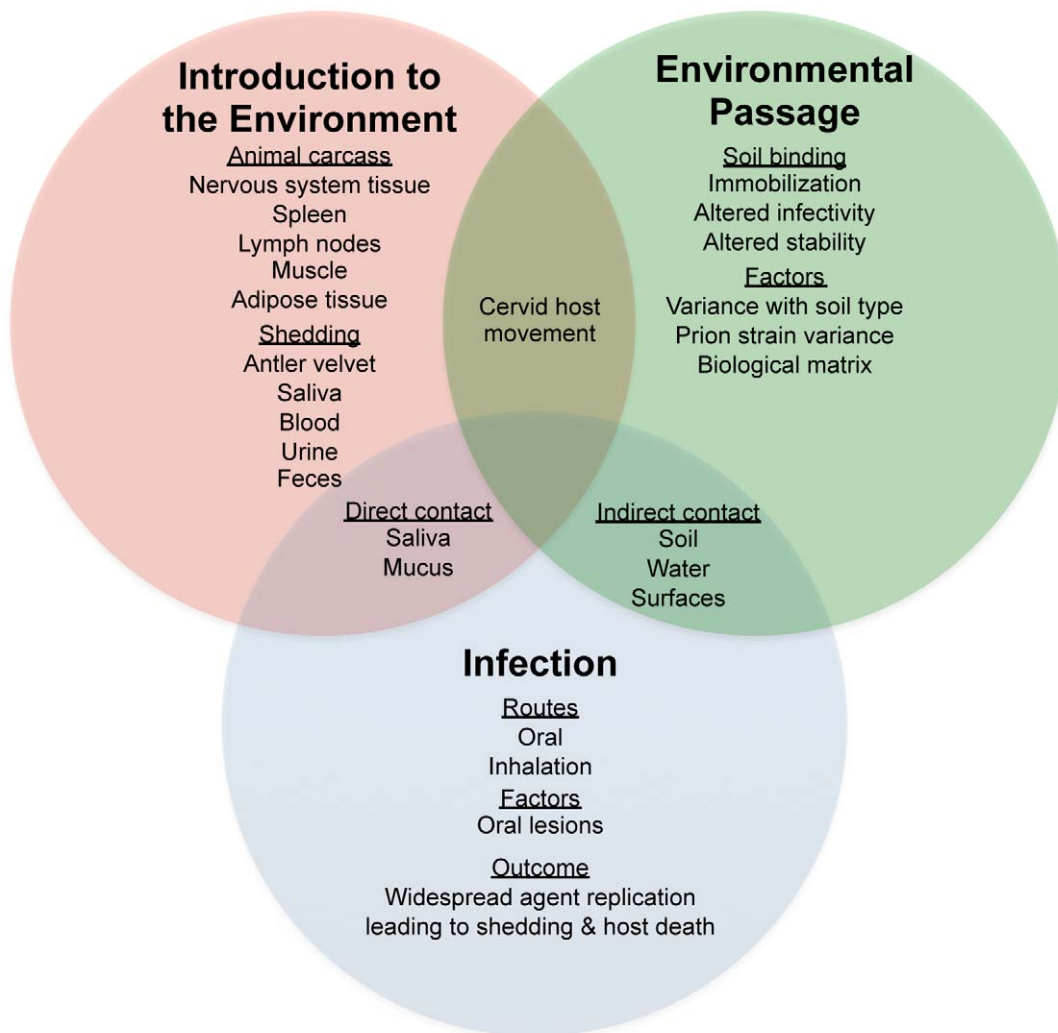 Introduction to
the Environment
Animal carcass
Nervous system tissue
Spleen
Lymph nodes
Muscle
Adipose tissue
Shedding
Antler velvet
Saliva
Blood
Urine
Feces
Environmental
Passage
Soil binding
Immobilization
Altered infectivity
Altered stability
Factors
Variance with soil type
Prion strain variance
Biological matrix
Cervid host
movement
Direct contact
Saliva
Mucus
Indirect contact
Soil
Water
Surfaces
Infection
Routes
Oral
Inhalation
Factors
Oral lesions
Outcome
Widespread agent replication
leading to shedding & host death